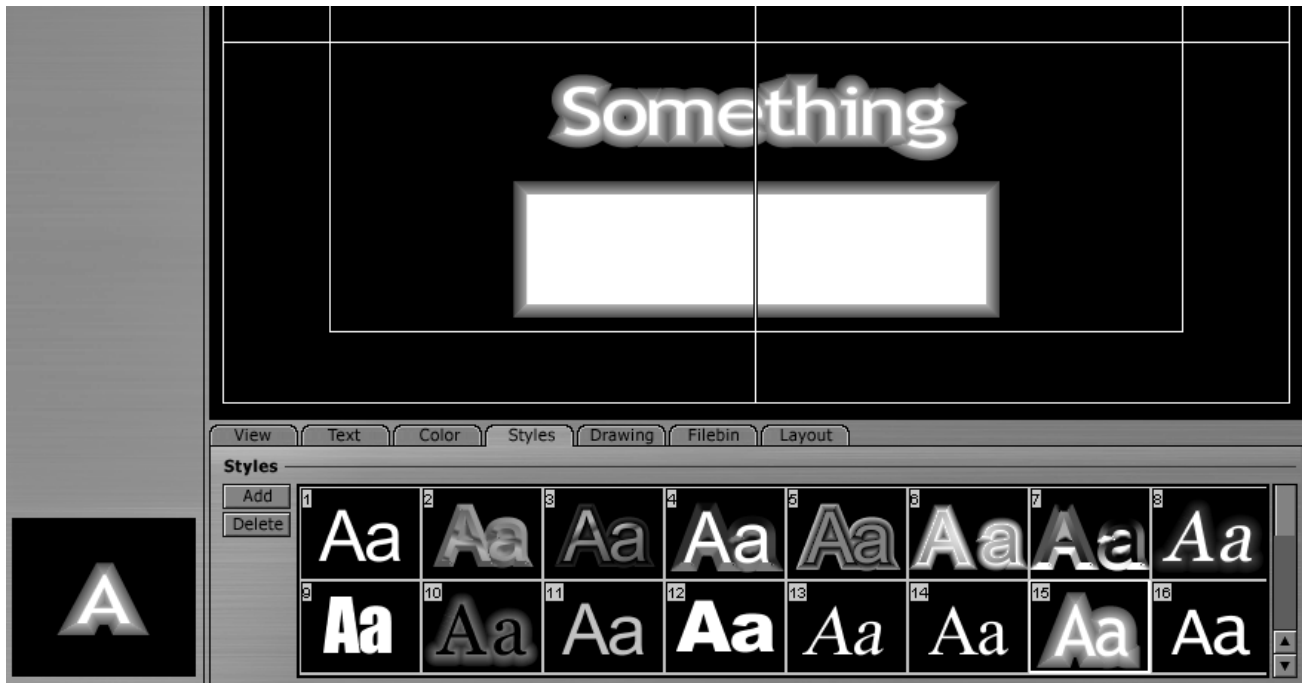 Something
View Text Color Styles Drawing Filebin Layout
Styles
Add
Delete
1 Aa 2 Aa 3 Aa 4 Aa 5 Aa 6 Aa 7 Aa 8 Aa
9 Aa 10 Aa 11 Aa 12 Aa 13 Aa 14 Aa 15 Aa 16 Aa
A